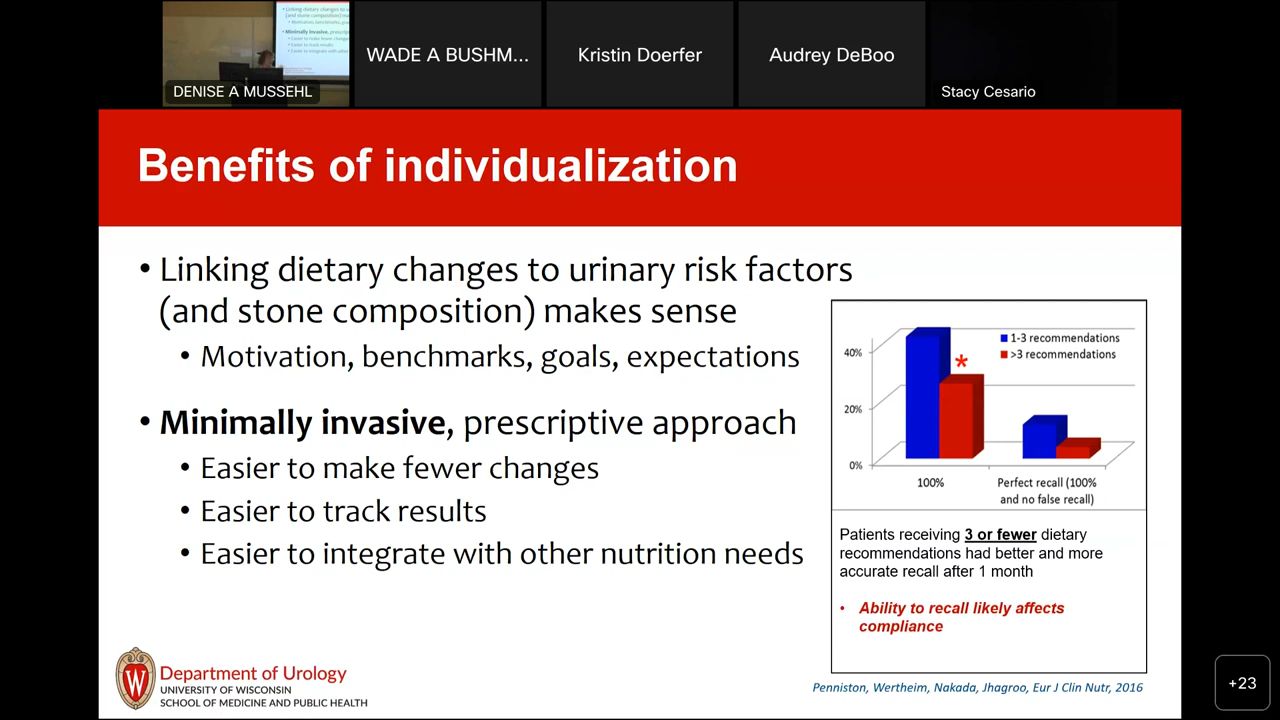 DENISE A MUSSEHL
WADE A BUSHM...
Kristin Doerfer
Audrey DeBoo
Stacy Cesario
Benefits of individualization
• Linking dietary changes to urinary risk factors
(and stone composition) makes sense
• Motivation, benchmarks, goals, expectations
• Minimally invasive, prescriptive approach
• Easier to make fewer changes
• Easier to track results
• Easier to integrate with other nutrition needs
1-3 recommendations
>3 recommendations
40%
*
20%
0%
100%
Perfect recall (100%
and no false recall)
Patients receiving 3 or fewer dietary
recommendations had better and more
accurate recall after 1 month
• Ability to recall likely affects
compliance
W
Department of Urology
UNIVERSITY OF WISCONSIN
SCHOOL OF MEDICINE AND PUBLIC HEALTH
Penniston, Wertheim, Nakada, Jhagroo, Eur J Clin Nutr, 2016
+23